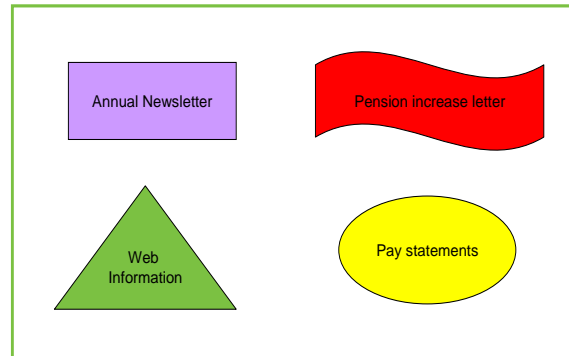 Annual Newsletter
Pension increase letter
Web
Information
Pay statements